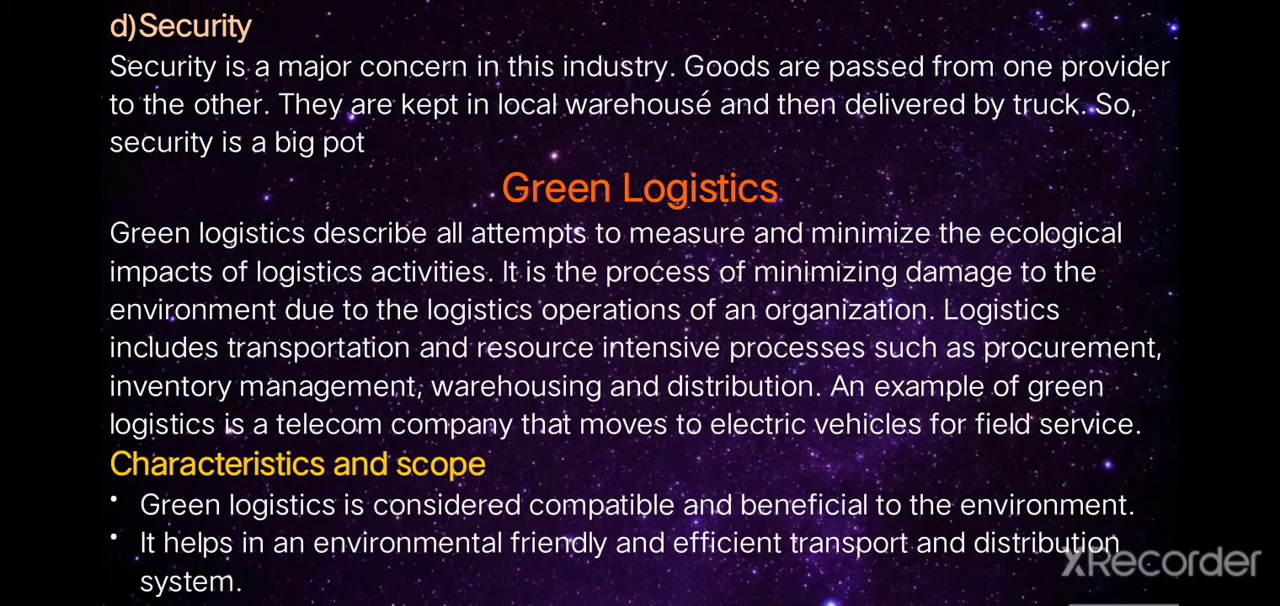 d)Security
Security is a major concern in this industry. Goods are passed from one provider
to the other. They are kept in local warehousé and then delivered by truck. So,
security is a big pot
Green Logistics
Green logistics describe all attempts to measure and minimize the ecological
impacts of logistics activities. It is the process of minimizing damage to the
environment due to the logistics operations of an organization. Logistics
includes transportation and resource intensive processes such as procurement,
inventory management, warehousing and distribution. An example of green
logistics is a telecom company that moves to electric vehicles for field service.
Characteristics and scope
• Green logistics is considered compatible and beneficial to the environment.
• It helps in an environmental friendly and efficient transport and distribution
system.
XRecorder